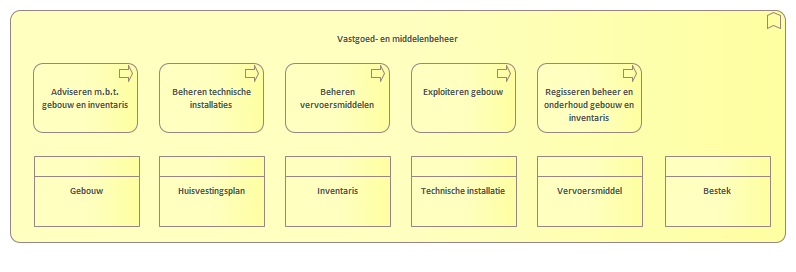 Vastgoed- en middelenbeheer
Adviseren m.b.t.
gebouw en inventaris
Beheren technische
installaties
Beheren
vervoersmiddelen
Exploiteren gebouw
Regisseren beheer en
onderhoud gebouw en
inventaris
Gebouw
Huisvestingsplan
Inventaris
Technische installatie
Vervoersmiddel
Bestek